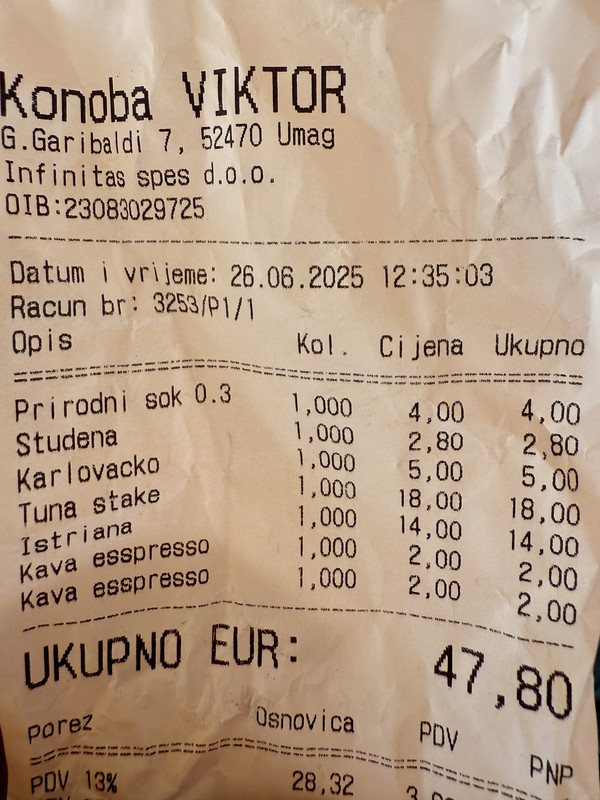 Konoba VIKTOR
G.Garibaldi 7, 52470 Umag
Infinitas spes d.o.o.
OIB:23083029725
Datum i vrijeme: 26.06.2025 12:35:03
Racun br: 3253/P1/1
Opis Kol. Cijena Ukupno
Prirodni sok 0.3 1,000 4,00 4,00
Studena 1,000 2,80 2,80
Karlovacko 1,000 5,00 5,00
Tuna stake 1,000 18,00 18,00
Istriana 1,000 14,00 14,00
Kava esspresso 1,000 2,00 2,00
Kava esspresso 1,000 2,00 2,00
UKUPNO EUR: 47,80
porez Osnovica PDV PNP
PDV 13% 28,32